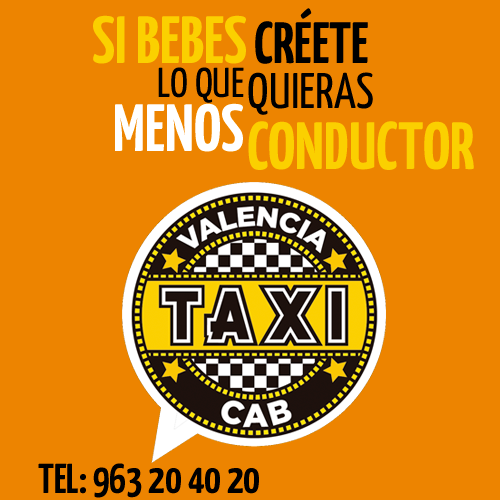 SI BEBES CRÉETE
LO QUE QUIERAS
MENOS CONDUCTOR
VALENCIA
TAXI
CAB
TEL: 963 20 40 20